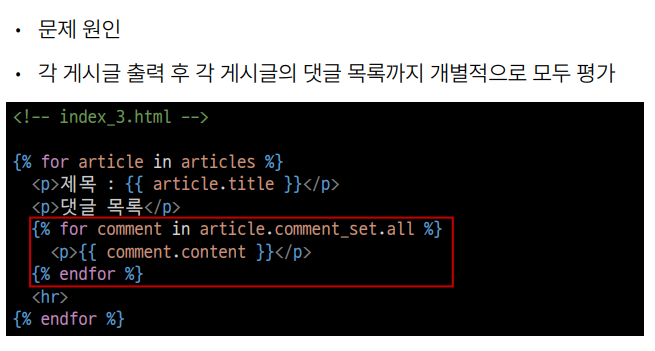 • 문제 원인
• 각 게시글 출력 후 각 게시글의 댓글 목록까지 개별적으로 모두 평가
<!-- index_3.html -->
{% for article in articles %}
<p>제목 : {{ article.title }}</p>
<p>댓글 목록</p>
{% for comment in article.comment_set.all %}
<p>{{ comment.content }}</p>
{% endfor %}
<hr>
{% endfor %}